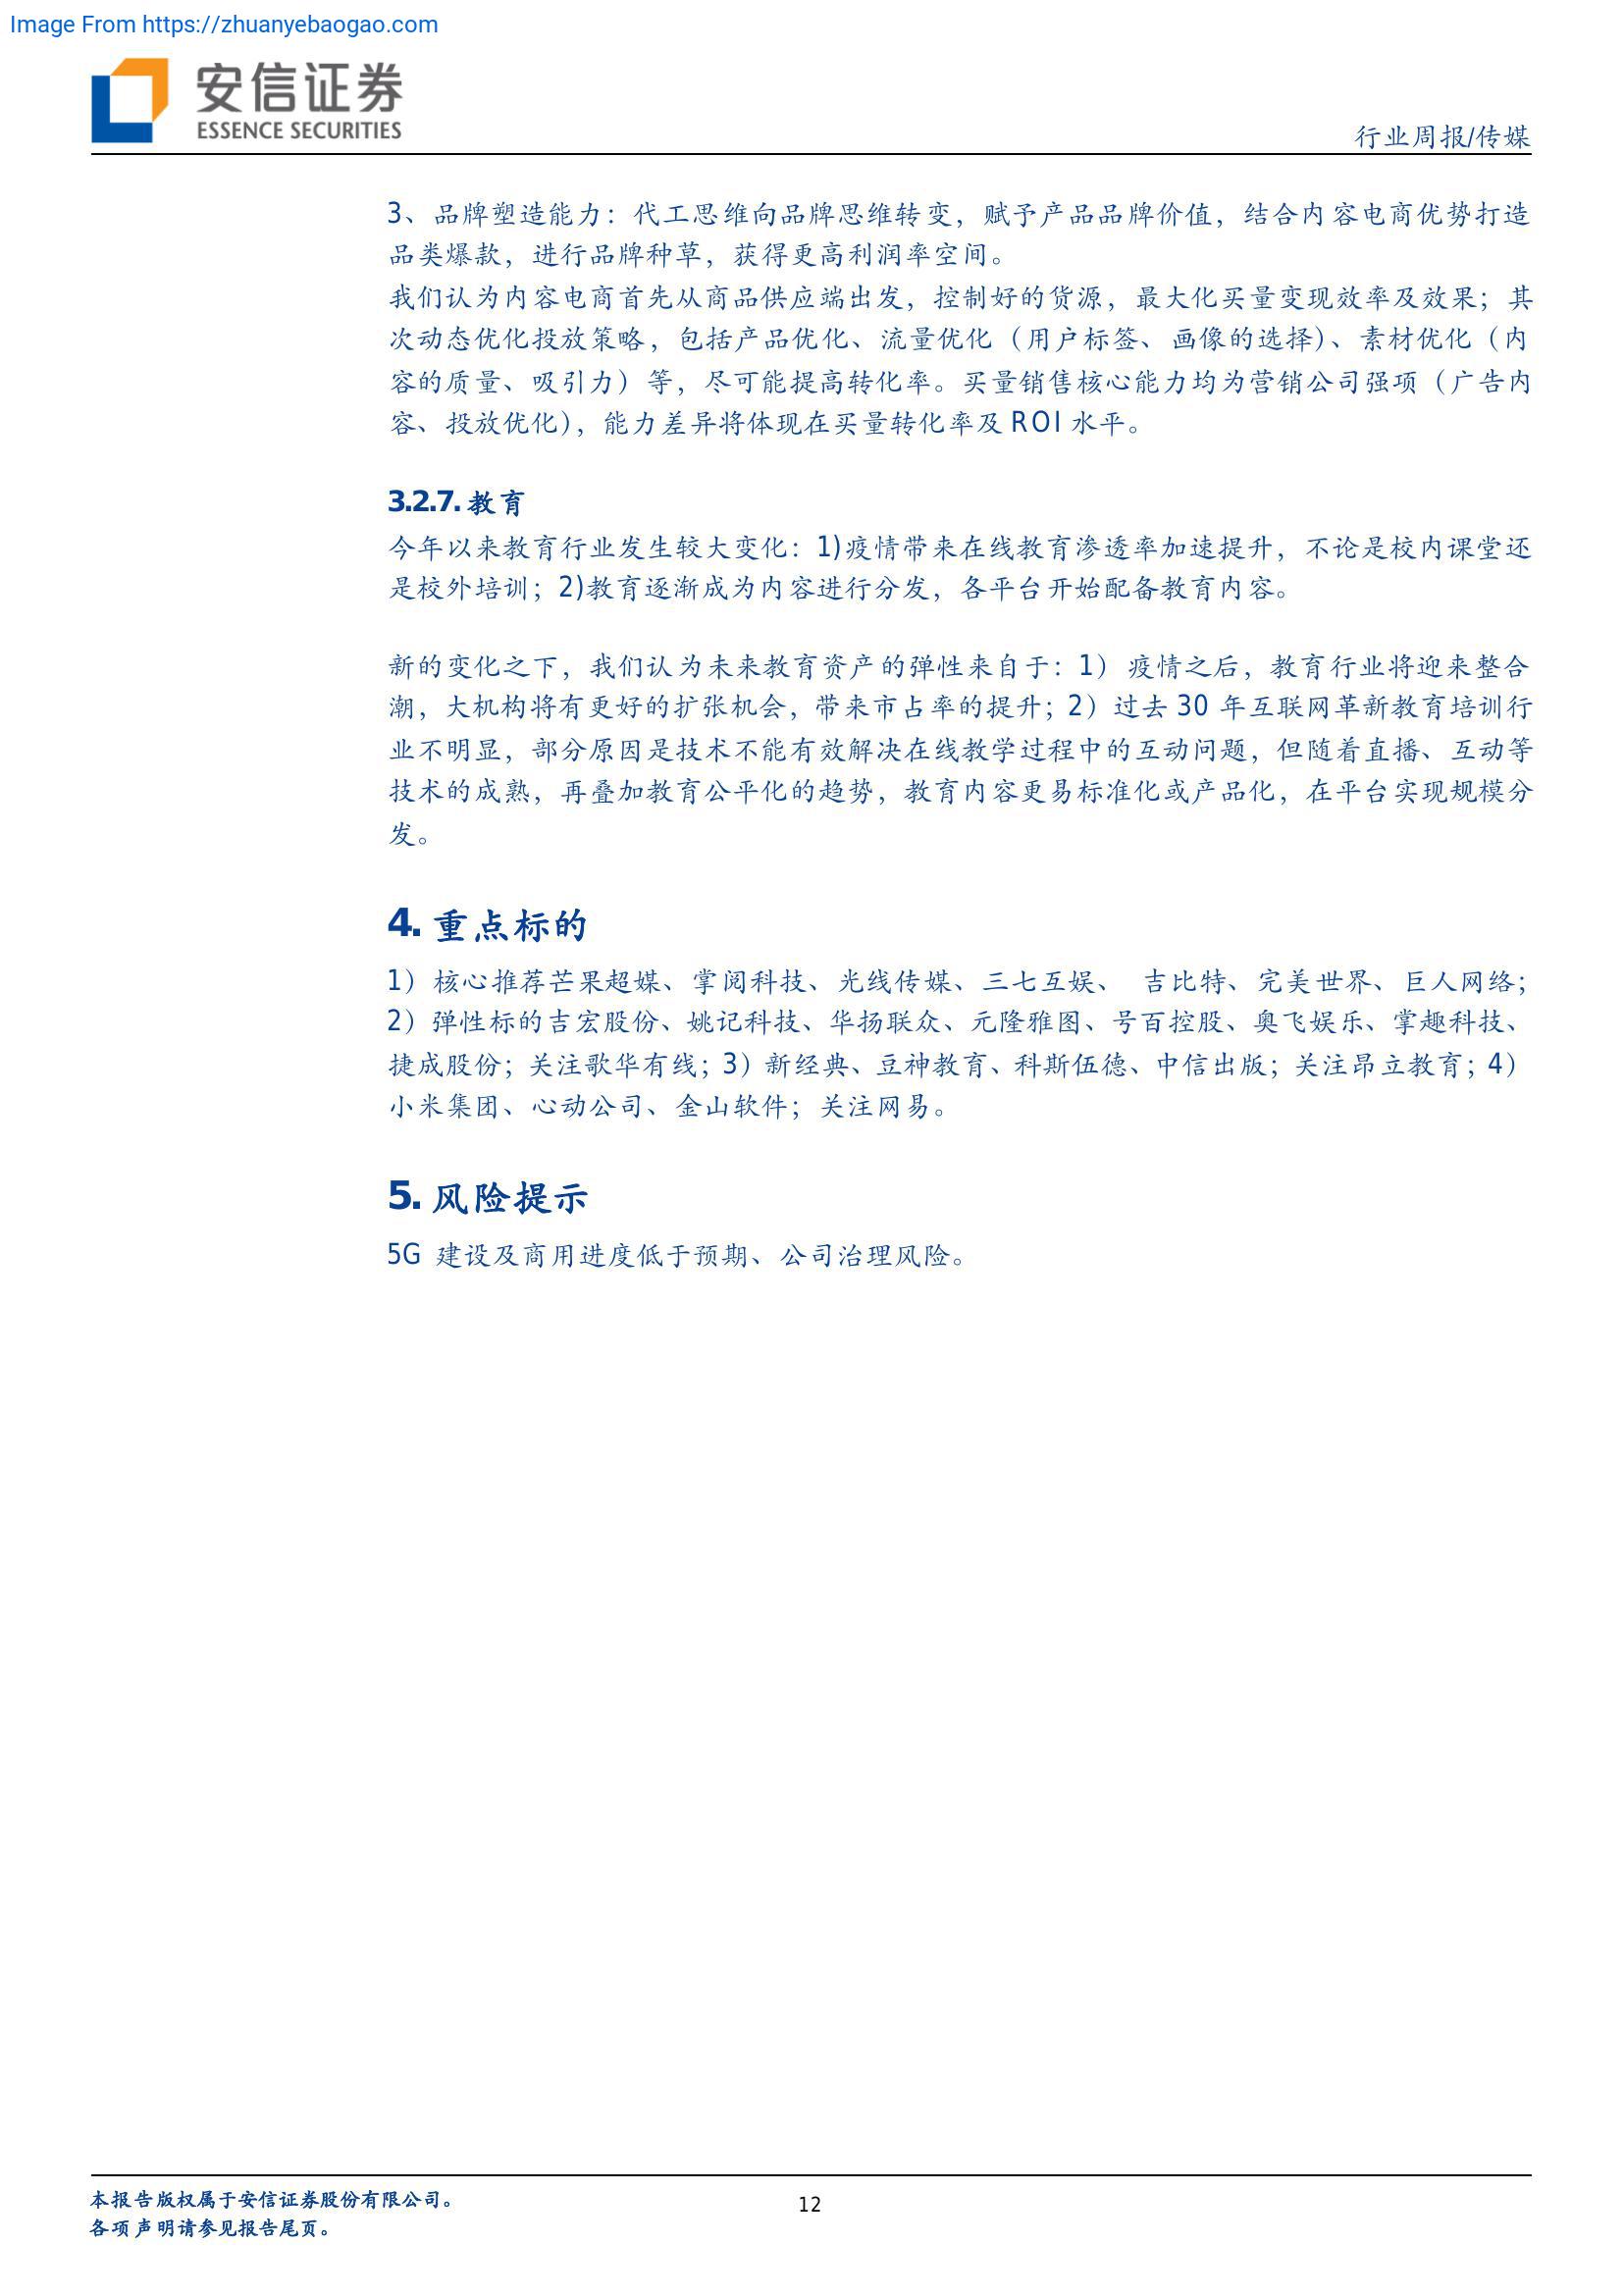 Image From https://zhuanyebaogao.com
安信证券
ESSENCE SECURITIES
行业周报/传媒
3、品牌塑造能力：代工思维向品牌思维转变，赋予产品品牌价值，结合内容电商优势打造
品类爆款，进行品牌种草，获得更高利润率空间。
我们认为内容电商首先从商品供应端出发，控制好的货源，最大化买量变现效率及效果；其
次动态优化投放策略，包括产品优化、流量优化（用户标签、画像的选择）、素材优化（内
容的质量、吸引力）等，尽可能提高转化率。买量销售核心能力均为营销公司强项（广告内
容、投放优化），能力差异将体现在买量转化率及 ROI 水平。
3.2.7. 教育
今年以来教育行业发生较大变化：1)疫情带来在线教育渗透率加速提升，不论是校内课堂还
是校外培训；2)教育逐渐成为内容进行分发，各平台开始配备教育内容。
新的变化之下，我们认为未来教育资产的弹性来自于：1）疫情之后，教育行业将迎来整合
潮，大机构将有更好的扩张机会，带来市占率的提升；2）过去 30 年互联网革新教育培训行
业不明显，部分原因是技术不能有效解决在线教学过程中的互动问题，但随着直播、互动等
技术的成熟，再叠加教育公平化的趋势，教育内容更易标准化或产品化，在平台实现规模分
发。
4. 重点标的
1）核心推荐芒果超媒、掌阅科技、光线传媒、三七互娱、 吉比特、完美世界、巨人网络；
2）弹性标的吉宏股份、姚记科技、华扬联众、元隆雅图、号百控股、奥飞娱乐、掌趣科技、
捷成股份；关注歌华有线；3）新经典、豆神教育、科斯伍德、中信出版；关注昂立教育；4）
小米集团、心动公司、金山软件；关注网易。
5. 风险提示
5G 建设及商用进度低于预期、公司治理风险。
本报告版权属于安信证券股份有限公司。
12
各项声明请参见报告尾页。